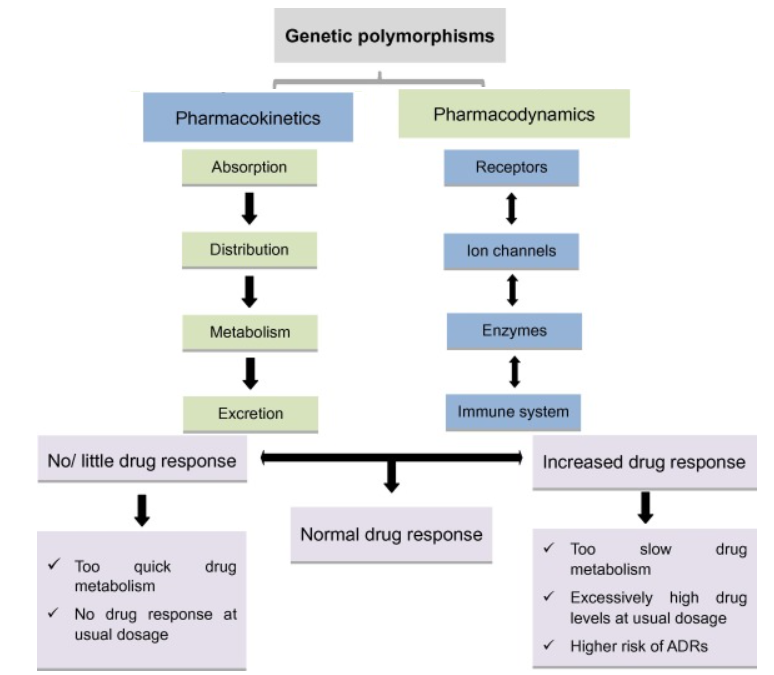 Genetic polymorphisms
Pharmacokinetics
Pharmacodynamics
Absorption
Receptors
Distribution
Ion channels
Metabolism
Enzymes
Excretion
Immune system
No/ little drug response
Increased drug response
Normal drug response
✓ Too quick drug
metabolism
✓ No drug response at
usual dosage
✓ Too slow drug
metabolism
✓ Excessively high drug
levels at usual dosage
✓ Higher risk of ADRs